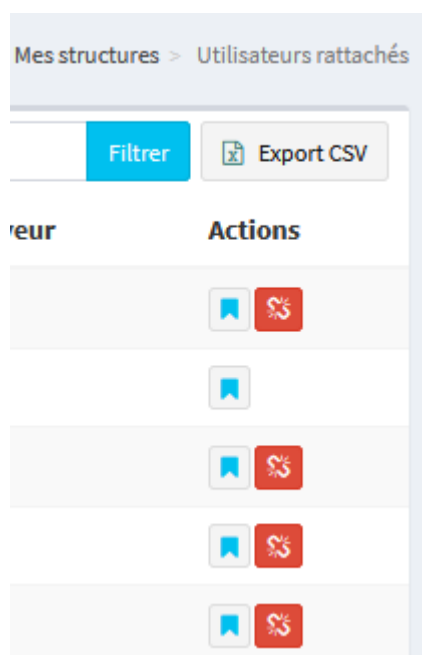 Mes structures > Utilisateurs rattachés
Filtrer Export CSV
Actions